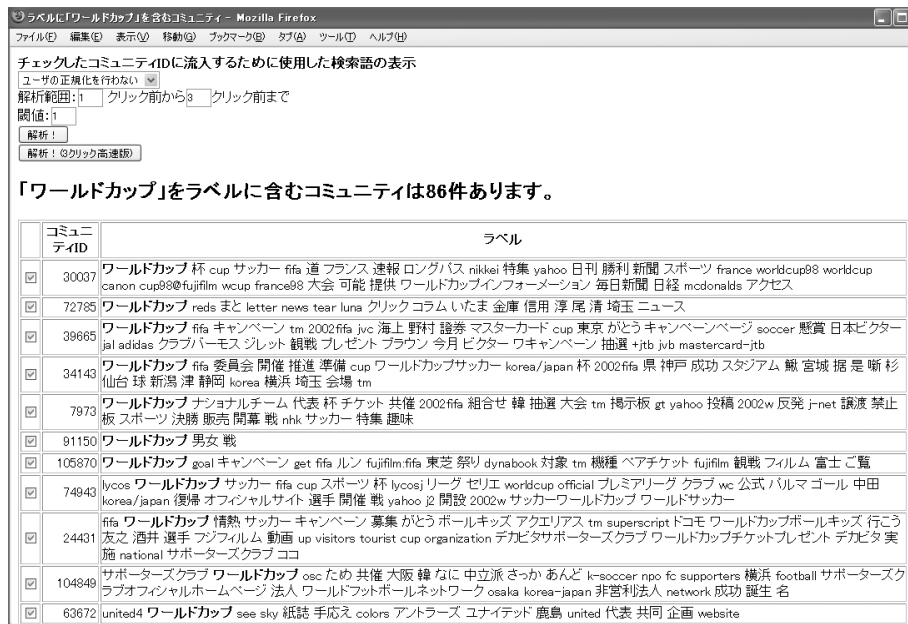 ラベルに「ワールドカップ」を含むコミュニティ - Mozilla Firefox
ファイル(F) 編集(E) 表示(V) 移動(G) ブックマーク(B) タブ(A) ツール(T) ヘルプ(H)
チェックしたコミュニティIDに流入するために使用した検索語の表示
ユーザの正規化を行わない
解析範囲:1 クリック前から3 クリック前まで
閾値:1
解析!
解析!(3クリック高速版)
「ワールドカップ」をラベルに含むコミュニティは86件あります。
コミュニ
ティID
ラベル
30037 ワールドカップ 杯 cup サッカー fifa 道 フランス 速報 ロングパス nikkei 特集 yahoo 日刊 勝利 新聞 スポーツ france worldcup98 worldcup
canon cup98@fujifilm wcup france98 大会 可能 提供 ワールドカップインフォーメーション 毎日新聞 日経 mcdonalds アクセス
72785 ワールドカップ reds まと letter news tear luna クリック コラム いたま 金庫 信用 淳 尾 清 埼玉 ニュース
39665 ワールドカップ fifa キャンペーン tm 2002fifa jvc 海上 野村 證券 マスターカード cup 東京 がとう キャンペーンページ soccer 懸賞 日本ビクター
jal adidas クラブバーモス ジレット 観戦 プレゼント ブラウン 今月 ビクター ワキャンペーン 抽選 +jtb jvb mastercard-jtb
34143 ワールドカップ fifa 委員会 開催 推進 準備 cup ワールドカップサッカー korea/japan 杯 2002fifa 県 神戸 成功 スタジアム 鰍 宮城 据 是 噺 杉
仙台 球 新潟 津 静岡 korea 横浜 埼玉 会場 tm
7973 ワールドカップ ナショナルチーム 代表 杯 チケット 共催 2002fifa 組合せ 韓 抽選 大会 tm 掲示板 gt yahoo 投稿 2002w 反発 j-net 譲渡 禁止
板 スポーツ 決勝 販売 開幕 戦 nhk サッカー 特集 趣味
91150 ワールドカップ 男女 戦
105870 ワールドカップ goal キャンペーン get fifa ルン fujifilm:fifa 東芝 祭り dynabook 対象 tm 機種 ペアチケット fujifilm 観戦 フィルム 富士 ご覧
74943 lycos ワールドカップ サッカー fifa cup スポーツ 杯 lycosj リーグ セリエ worldcup official プレミアリーグ クラブ wc 公式 パルマ ゴール 中田
korea/japan 復帰 オフィシャルサイト 選手 開催 戦 yahoo j2 開設 2002w サッカーワールドカップ ワールドサッカー
24431 fifa ワールドカップ 情熱 サッカー キャンペーン 募集 がとう ボールキッズ アクエリアス tm superscript ドコモ ワールドカップボールキッズ 行こう
友之 酒井 選手 フジフィルム 動画 up visitors tourist cup organization デカビタサポーターズクラブ ワールドカップチケットプレゼント デカビタ 実
施 national サポーターズクラブ ココ
104849 サポーターズクラブ ワールドカップ osc ため 共催 大阪 韓 なに 中立派 さっか あんど k-soccer npo fc supporters 横浜 football サポーターズク
ラブオフィシャルホームページ 法人 ワールドフットボールネットワーク osaka korea-japan 非営利法人 network 成功 誕生 名
63672 united4 ワールドカップ see sky 紙誌 手応え colors アントラーズ ユナイテッド 鹿島 united 代表 共同 企画 website